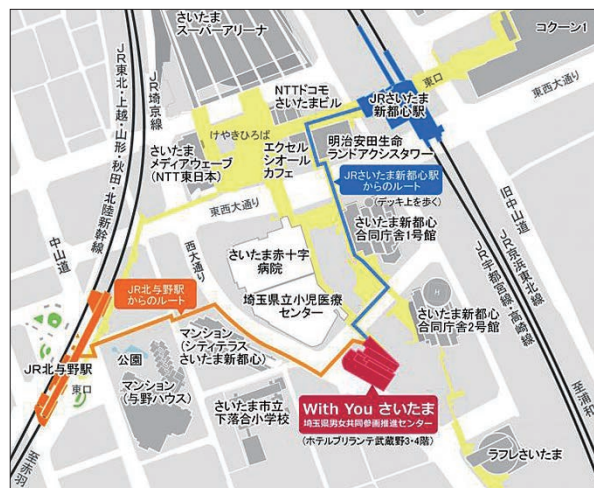 さいたま
スーパーアリーナ
コクーン1
JR東北・上越・山形・秋田・北陸新幹線
JR埼京線
NTTドコモ
さいたまビル
JRさいたま
新都心駅
東口
東西大通り
けやきひろば
さいたま
メディアウェーブ
(NTT東日本)
エクセル
シオール
カフェ
明治安田生命
ランドアクシスタワー
JRさいたま新都心駅
からのルート
(デッキ上を歩く)
旧中山道
中山道
西大通り
東西大通り
さいたま新都心
合同庁舎1号館
さいたま赤十字
病院
JR京浜東北線
JR宇都宮線・高崎線
JR北与野駅
からのルート
埼玉県立小児医療
センター
H
さいたま新都心
合同庁舎2号館
マンション
(シティテラス
さいたま新都心)
JR北与野駅
公園
東口
マンション
(与野ハウス)
さいたま市立
下落合小学校
With You さいたま
埼玉県男女共同参画推進センター
(ホテルブリランテ武蔵野3・4階)
至浦和
至赤羽
ラフレさいたま